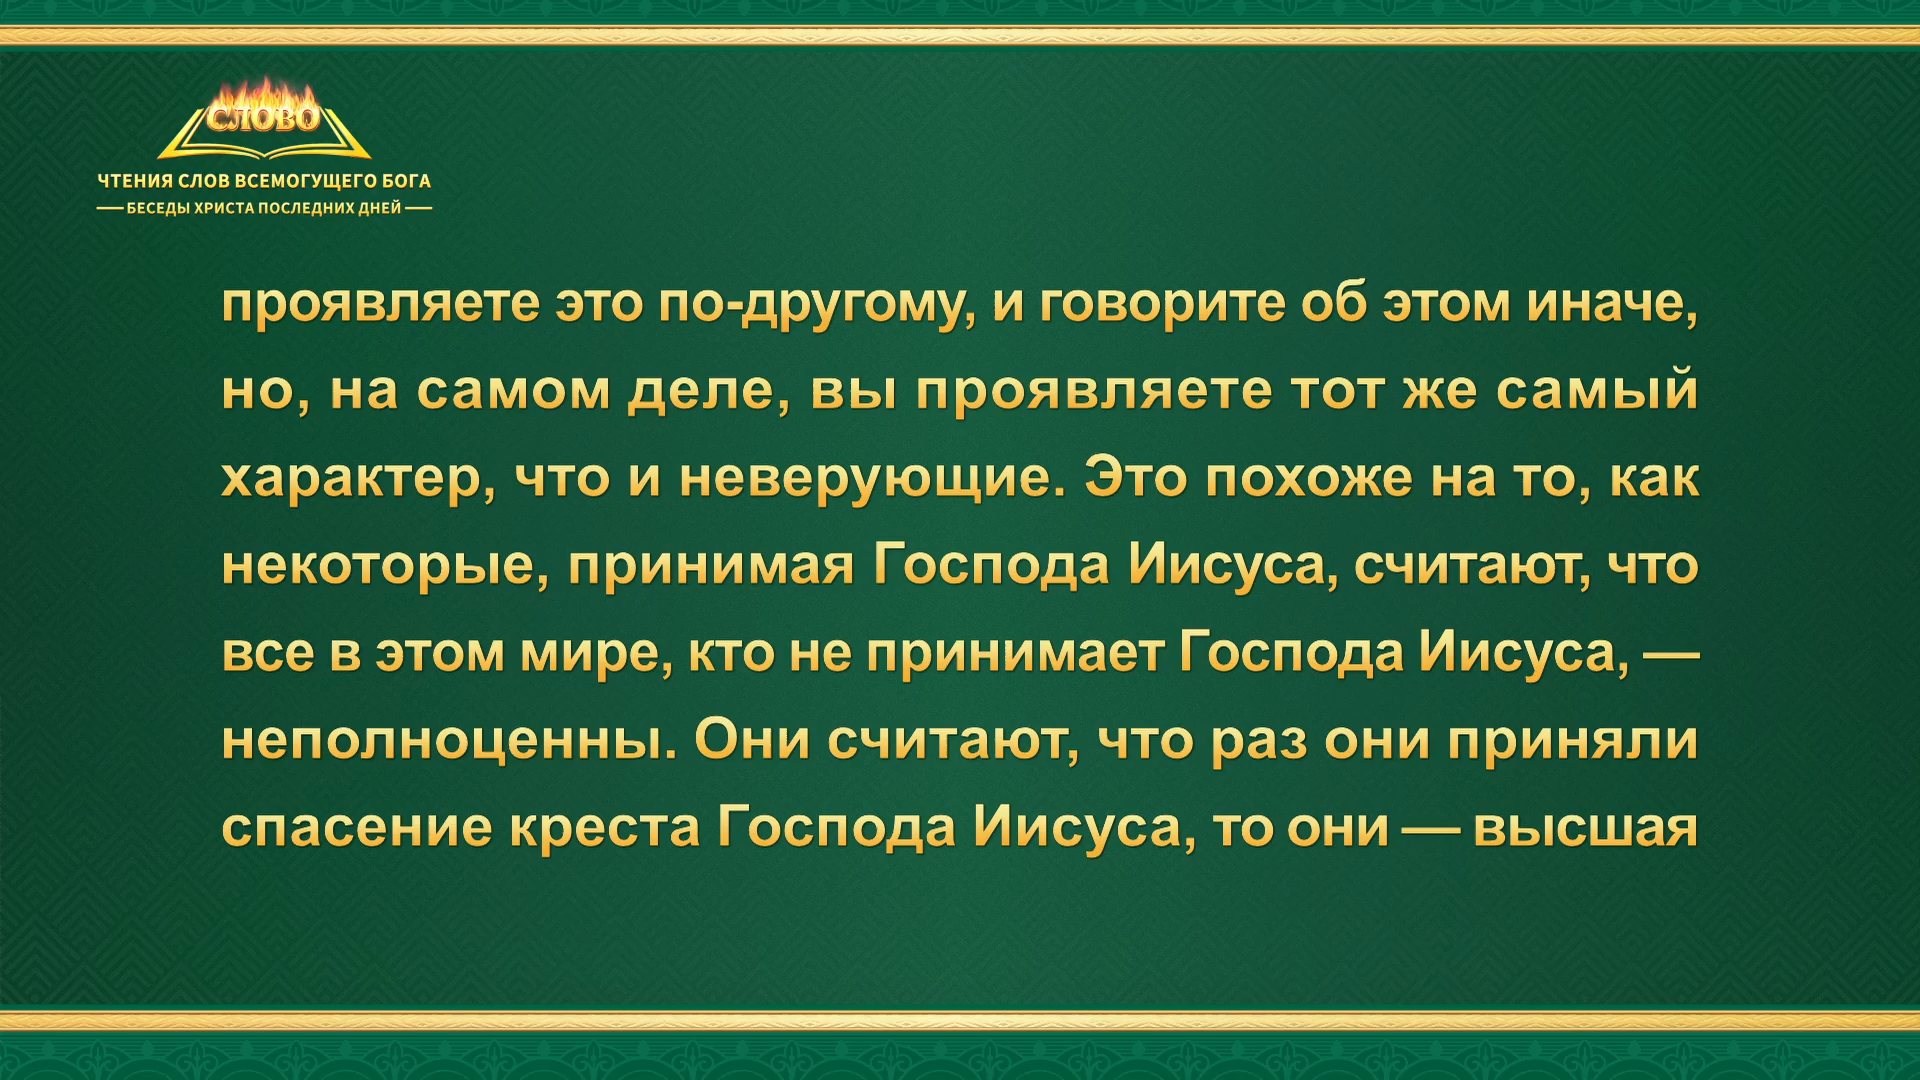 СЛОВО
ЧТЕНИЯ СЛОВ ВСЕМОГУЩЕГО БОГА
— БЕСЕДЫ ХРИСТА ПОСЛЕДНИХ ДНЕЙ —
проявляете это по-другому, и говорите об этом иначе,
но, на самом деле, вы проявляете тот же самый
характер, что и неверующие. Это похоже на то, как
некоторые, принимая Господа Иисуса, считают, что
все в этом мире, кто не принимает Господа Иисуса, —
неполноценны. Они считают, что раз они приняли
спасение креста Господа Иисуса, то они — высшая